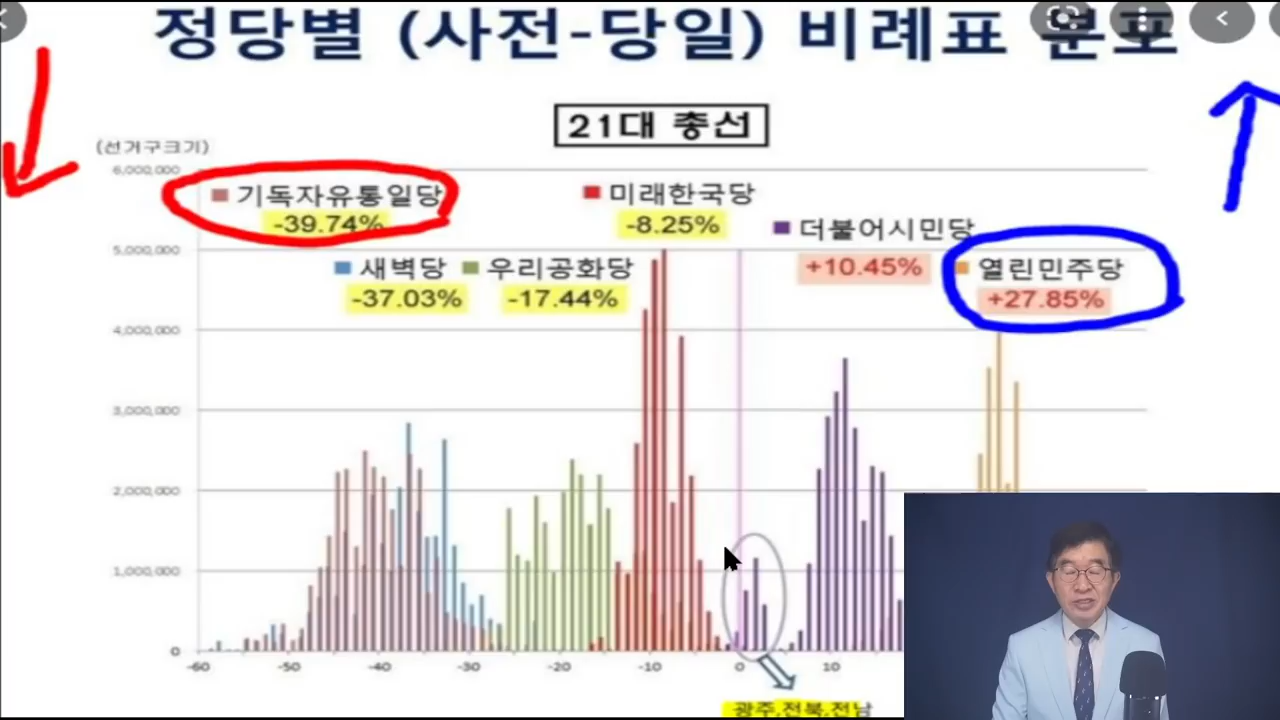 정당별 (사전-당일) 비례표 분포
21대 총선
(선거구크기)
6,000,000
기독자유통일당
-39.74%
미래한국당
-8.25%
더불어시민당
+10.45%
5,000,000
새벽당
-37.03%
우리공화당
-17.44%
열린민주당
+27.85%
4,000,000
3,000,000
2,000,000
1,000,000
0
-60 -50 -40 -30 -20 -10 0 10
광주,전북,전남